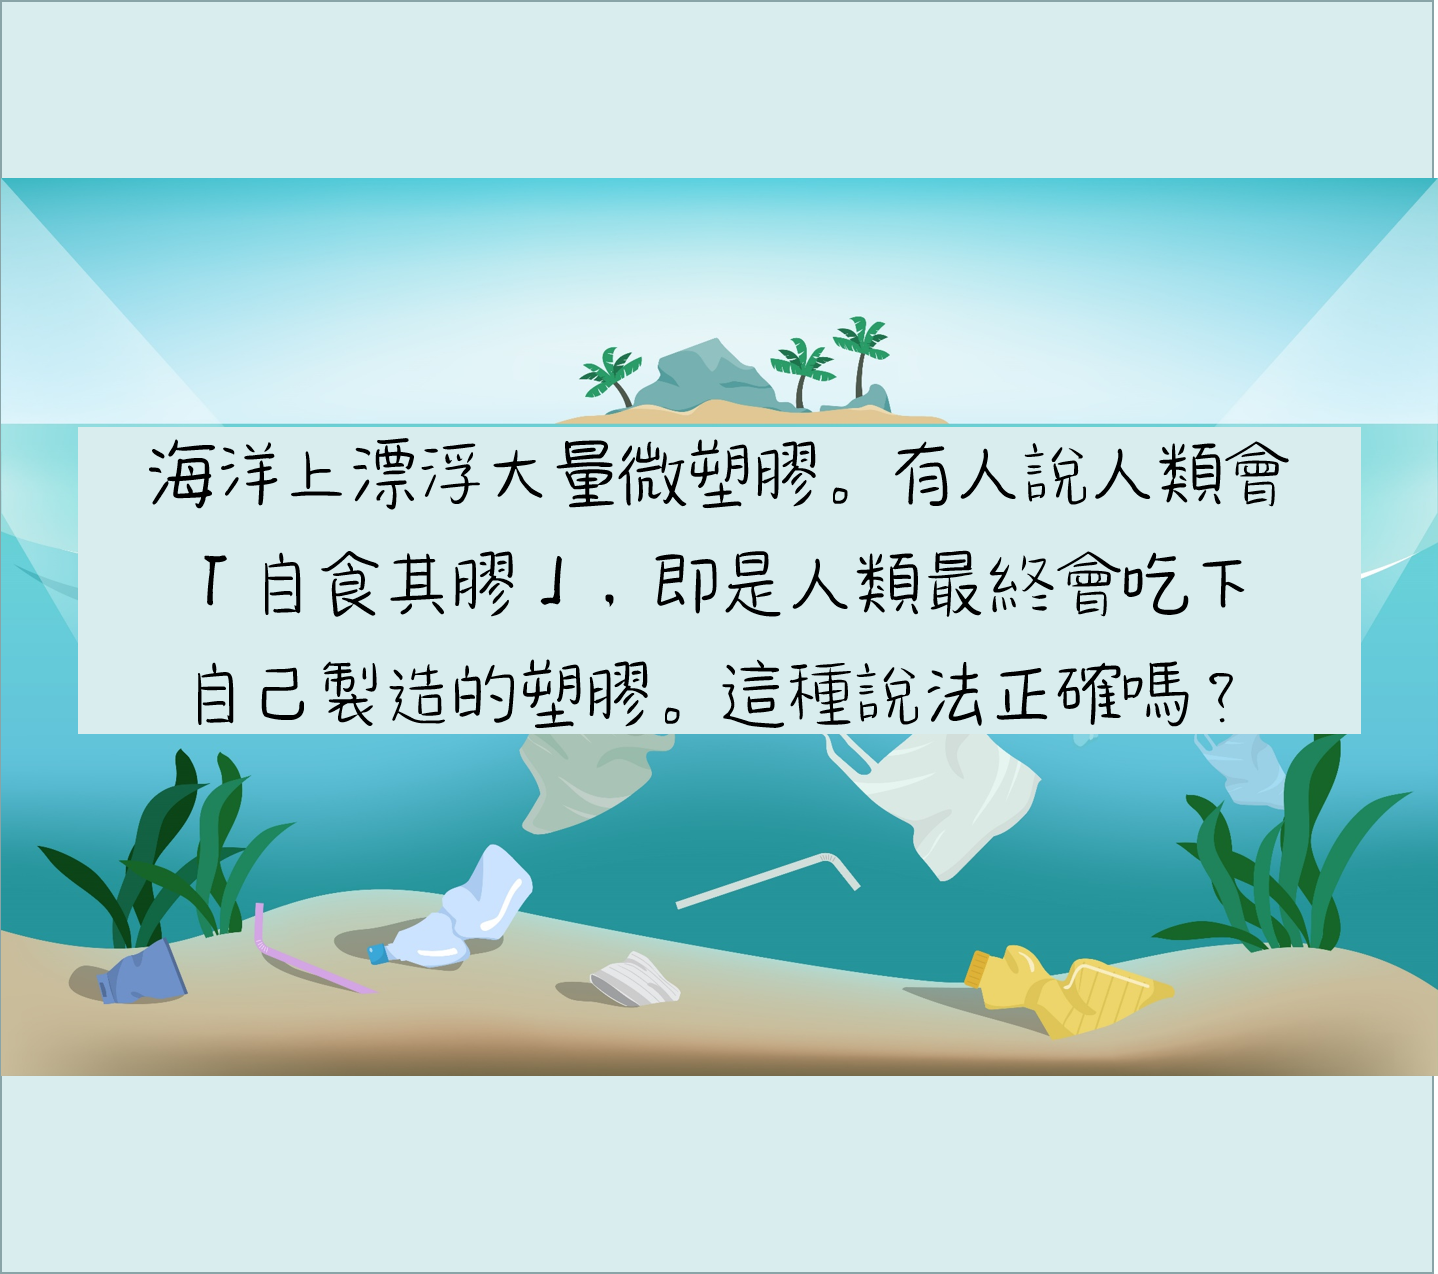 海洋上漂浮大量微塑膠。有人說人類會
「自食其膠」，即是人類最終會吃下
自己製造的塑膠。這種說法正確嗎？